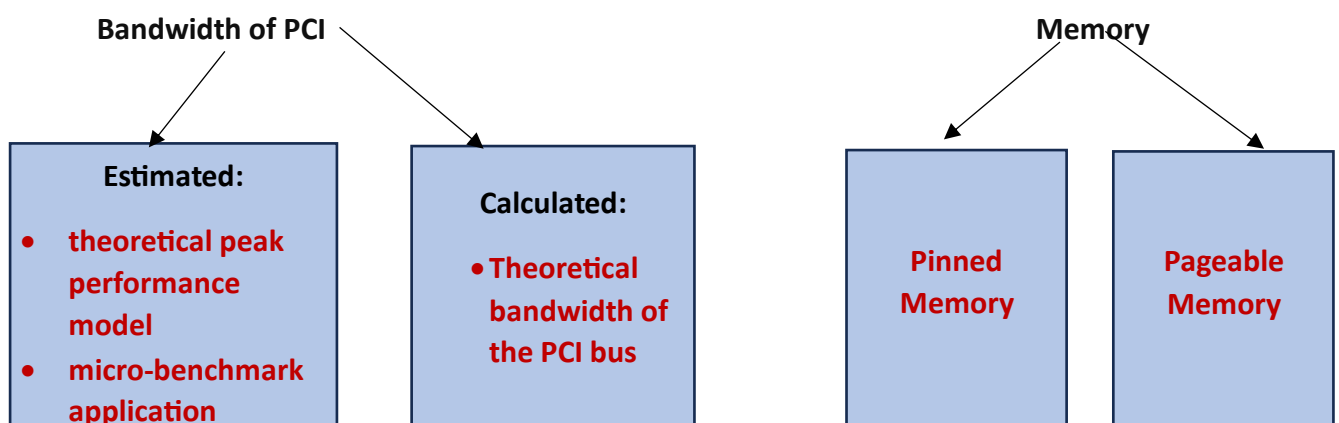 Bandwidth of PCI
Memory
Estimated:
• theoretical peak
performance
model
• micro-benchmark
application
Calculated:
• Theoretical
bandwidth of
the PCI bus
Pinned
Memory
Pageable
Memory